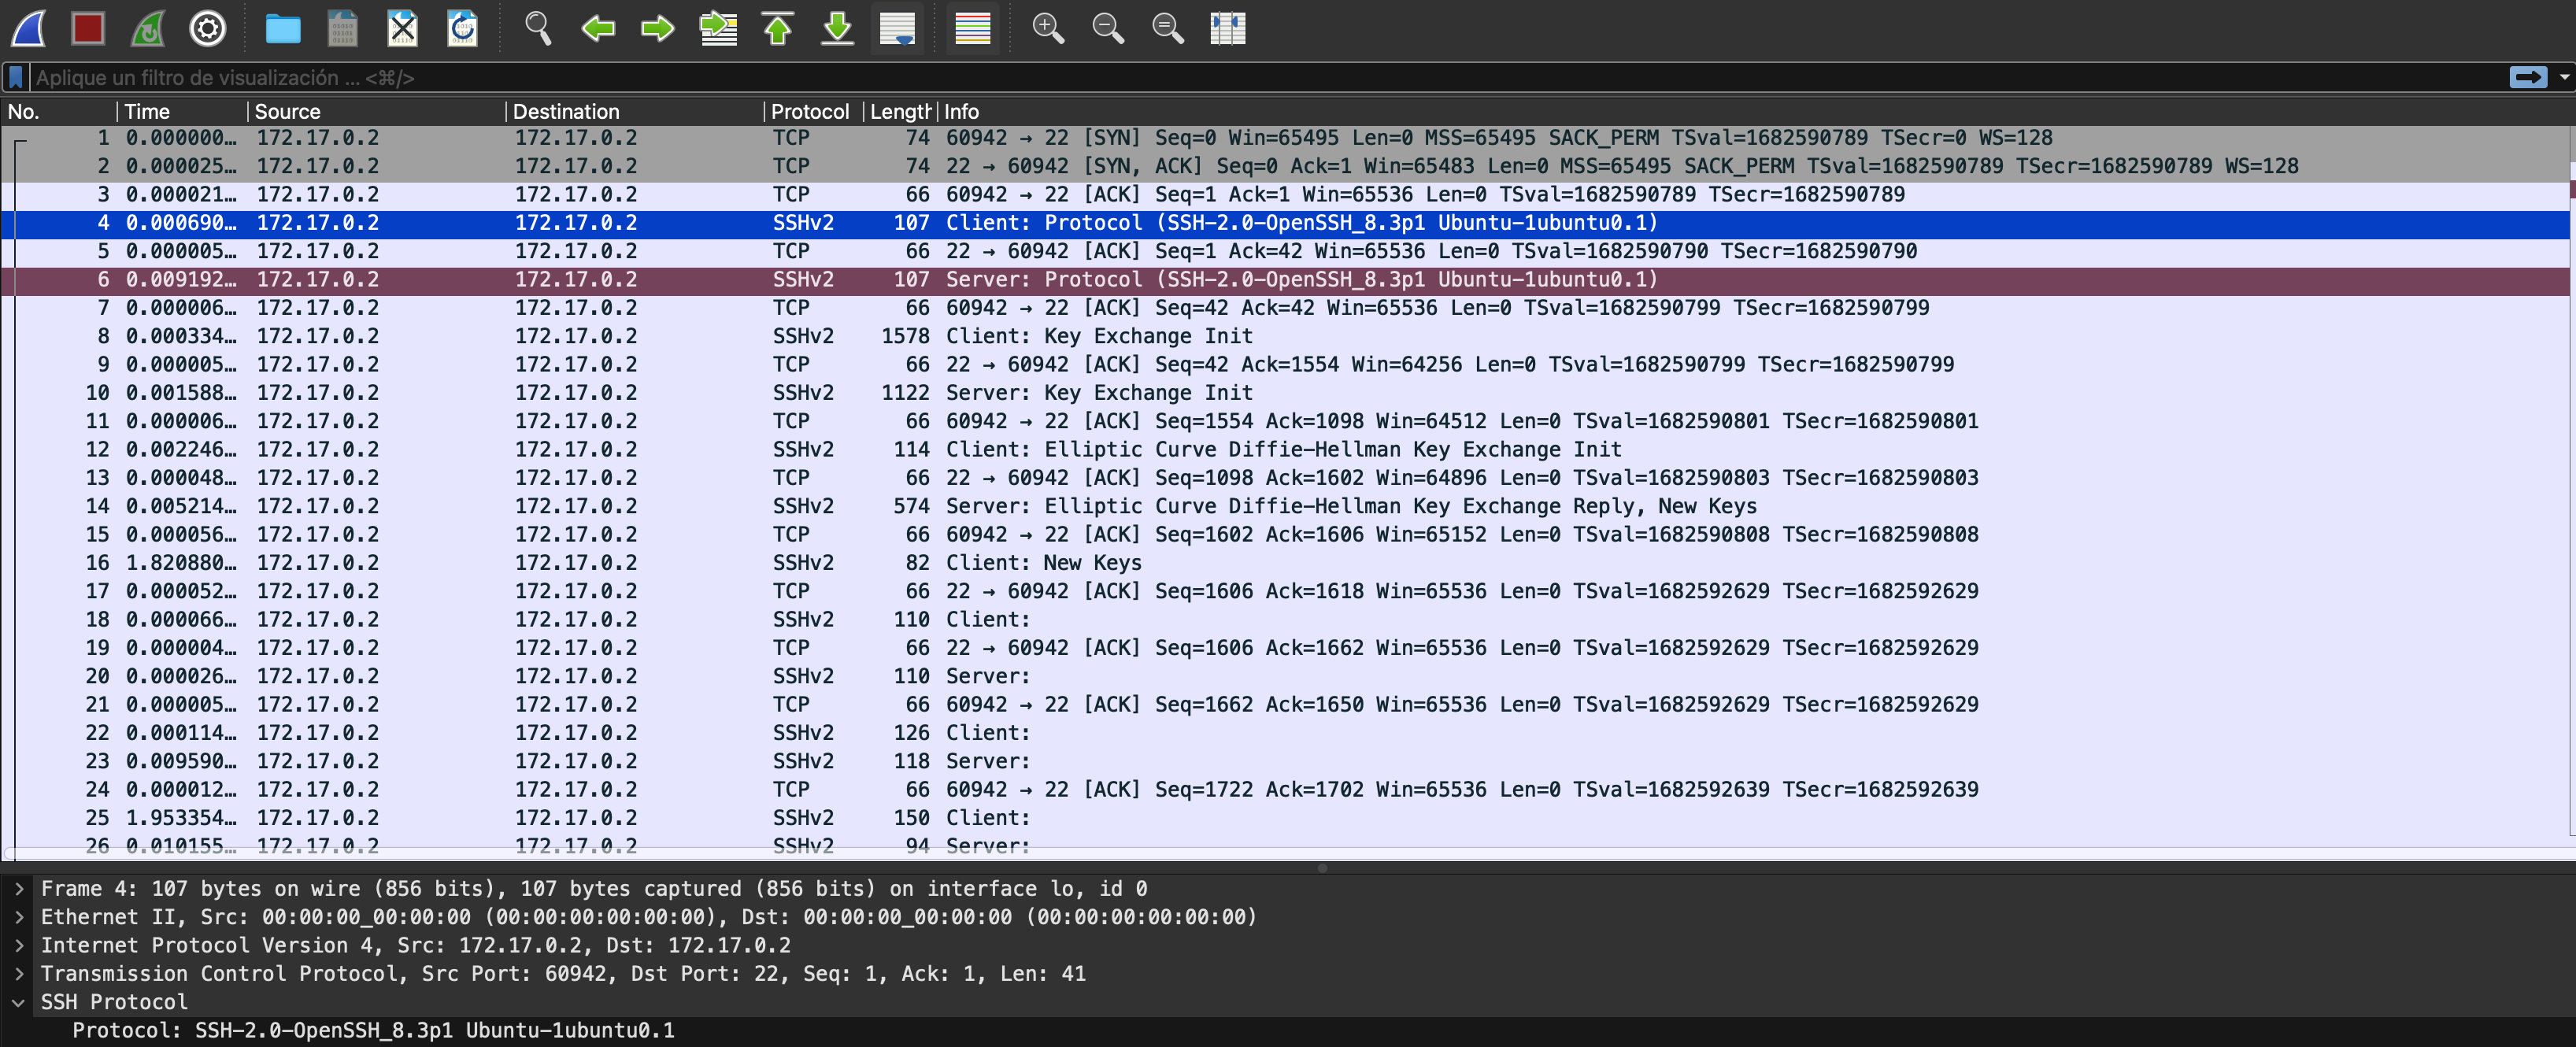 Aplique un filtro de visualización ... <⌘/>
No. Time Source Destination Protocol Length Info
1 0.000000… 172.17.0.2 172.17.0.2 TCP 74 60942 → 22 [SYN] Seq=0 Win=65495 Len=0 MSS=65495 SACK_PERM TSval=1682590789 TSecr=0 WS=128
2 0.000025… 172.17.0.2 172.17.0.2 TCP 74 22 → 60942 [SYN, ACK] Seq=0 Ack=1 Win=65483 Len=0 MSS=65495 SACK_PERM TSval=1682590789 TSecr=1682590789 WS=128
3 0.000021… 172.17.0.2 172.17.0.2 TCP 66 60942 → 22 [ACK] Seq=1 Ack=1 Win=65536 Len=0 TSval=1682590789 TSecr=1682590789
4 0.000690… 172.17.0.2 172.17.0.2 SSHv2 107 Client: Protocol (SSH-2.0-OpenSSH_8.3p1 Ubuntu-1ubuntu0.1)
5 0.000005… 172.17.0.2 172.17.0.2 TCP 66 22 → 60942 [ACK] Seq=1 Ack=42 Win=65536 Len=0 TSval=1682590790 TSecr=1682590790
6 0.009192… 172.17.0.2 172.17.0.2 SSHv2 107 Server: Protocol (SSH-2.0-OpenSSH_8.3p1 Ubuntu-1ubuntu0.1)
7 0.000006… 172.17.0.2 172.17.0.2 TCP 66 60942 → 22 [ACK] Seq=42 Ack=42 Win=65536 Len=0 TSval=1682590799 TSecr=1682590799
8 0.000334… 172.17.0.2 172.17.0.2 SSHv2 1578 Client: Key Exchange Init
9 0.000005… 172.17.0.2 172.17.0.2 TCP 66 22 → 60942 [ACK] Seq=42 Ack=1554 Win=64256 Len=0 TSval=1682590799 TSecr=1682590799
10 0.001588… 172.17.0.2 172.17.0.2 SSHv2 1122 Server: Key Exchange Init
11 0.000006… 172.17.0.2 172.17.0.2 TCP 66 60942 → 22 [ACK] Seq=1554 Ack=1098 Win=64512 Len=0 TSval=1682590801 TSecr=1682590801
12 0.002246… 172.17.0.2 172.17.0.2 SSHv2 114 Client: Elliptic Curve Diffie-Hellman Key Exchange Init
13 0.000048… 172.17.0.2 172.17.0.2 TCP 66 22 → 60942 [ACK] Seq=1098 Ack=1602 Win=64896 Len=0 TSval=1682590803 TSecr=1682590803
14 0.005214… 172.17.0.2 172.17.0.2 SSHv2 574 Server: Elliptic Curve Diffie-Hellman Key Exchange Reply, New Keys
15 0.000056… 172.17.0.2 172.17.0.2 TCP 66 60942 → 22 [ACK] Seq=1602 Ack=1606 Win=65152 Len=0 TSval=1682590808 TSecr=1682590808
16 1.820880… 172.17.0.2 172.17.0.2 SSHv2 82 Client: New Keys
17 0.000052… 172.17.0.2 172.17.0.2 TCP 66 22 → 60942 [ACK] Seq=1606 Ack=1618 Win=65536 Len=0 TSval=1682592629 TSecr=1682592629
18 0.000066… 172.17.0.2 172.17.0.2 SSHv2 110 Client:
19 0.000004… 172.17.0.2 172.17.0.2 TCP 66 22 → 60942 [ACK] Seq=1606 Ack=1662 Win=65536 Len=0 TSval=1682592629 TSecr=1682592629
20 0.000026… 172.17.0.2 172.17.0.2 SSHv2 110 Server:
21 0.000005… 172.17.0.2 172.17.0.2 TCP 66 60942 → 22 [ACK] Seq=1662 Ack=1650 Win=65536 Len=0 TSval=1682592629 TSecr=1682592629
22 0.000114… 172.17.0.2 172.17.0.2 SSHv2 126 Client:
23 0.009590… 172.17.0.2 172.17.0.2 SSHv2 118 Server:
24 0.000012… 172.17.0.2 172.17.0.2 TCP 66 60942 → 22 [ACK] Seq=1722 Ack=1702 Win=65536 Len=0 TSval=1682592639 TSecr=1682592639
25 1.953354… 172.17.0.2 172.17.0.2 SSHv2 150 Client:
26 0.010155… 172.17.0.2 172.17.0.2 SSHv2 94 Server:
Frame 4: 107 bytes on wire (856 bits), 107 bytes captured (856 bits) on interface lo, id 0
Ethernet II, Src: 00:00:00_00:00:00 (00:00:00:00:00:00), Dst: 00:00:00_00:00:00 (00:00:00:00:00:00)
Internet Protocol Version 4, Src: 172.17.0.2, Dst: 172.17.0.2
Transmission Control Protocol, Src Port: 60942, Dst Port: 22, Seq: 1, Ack: 1, Len: 41
SSH Protocol
Protocol: SSH-2.0-OpenSSH_8.3p1 Ubuntu-1ubuntu0.1